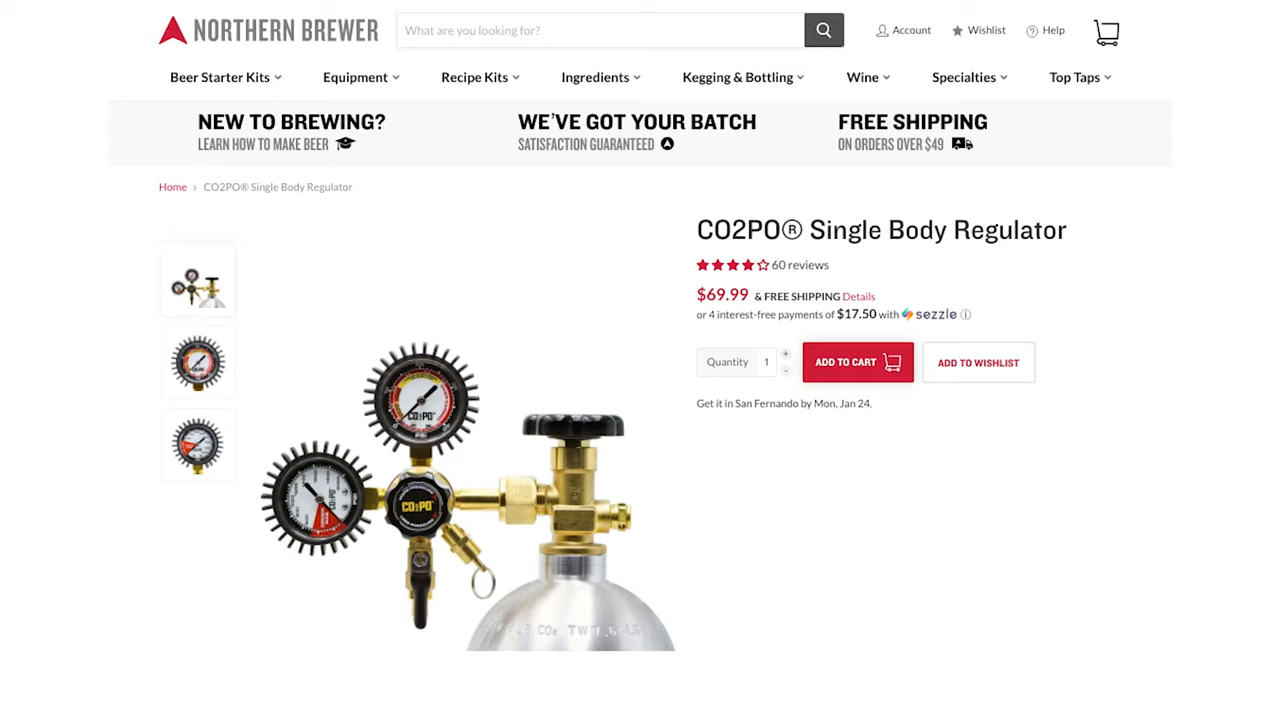 NORTHERN BREWER
What are you looking for?
Account
Wishlist
Help
Beer Starter Kits
Equipment
Recipe Kits
Ingredients
Kegging & Bottling
Wine
Specialties
Top Taps
NEW TO BREWING?
LEARN HOW TO MAKE BEER
WE'VE GOT YOUR BATCH
SATISFACTION GUARANTEED
FREE SHIPPING
ON ORDERS OVER $49
Home › CO2PO® Single Body Regulator
CO2PO® Single Body Regulator
60 reviews
$69.99 & FREE SHIPPING Details
or 4 interest-free payments of $17.50 with sezzle
Quantity 1 + -
ADD TO CART
ADD TO WISHLIST
Get it in San Fernando by Mon, Jan 24.
CO2PO
PSI
CO2PO